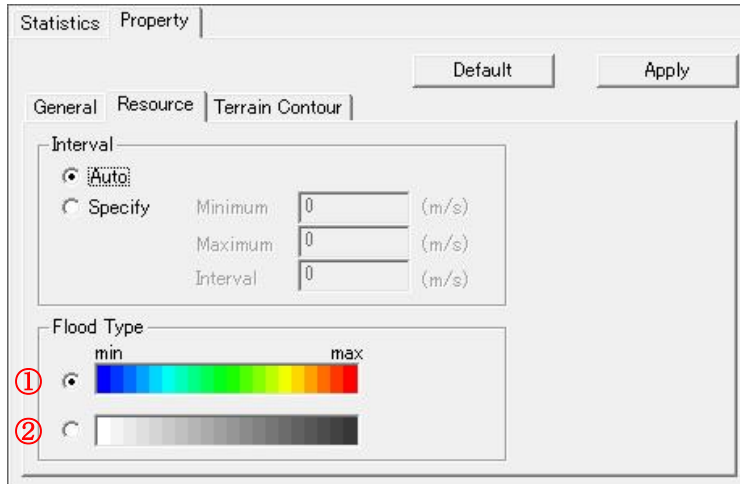 Statistics Property
Default Apply
General Resource Terrain Contour
Interval
Auto
Specify Minimum 0 (m/s)
Maximum 0 (m/s)
Interval 0 (m/s)
Flood Type
min max
①
②